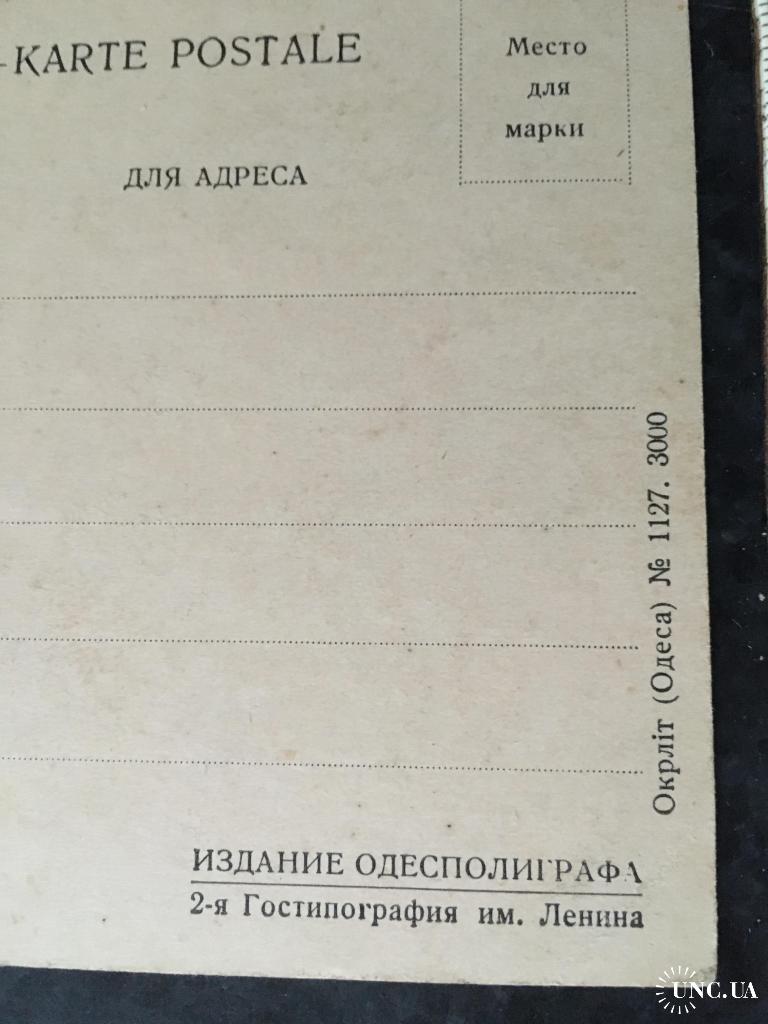 -KARTE POSTALE
Место
для
марки
ДЛЯ АДРЕСА
Окрліт (Одеса) № 1127. 3000
ИЗДАНИЕ ОДЕСПОЛИГРАФА
2-я Гостипография им. Ленина
UNC.UA